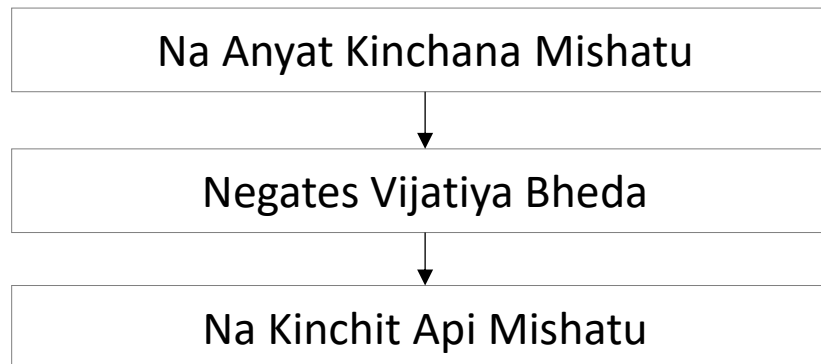 Na Anyat Kinchana Mishatu
Negates Vijatiya Bheda
Na Kinchit Api Mishatu